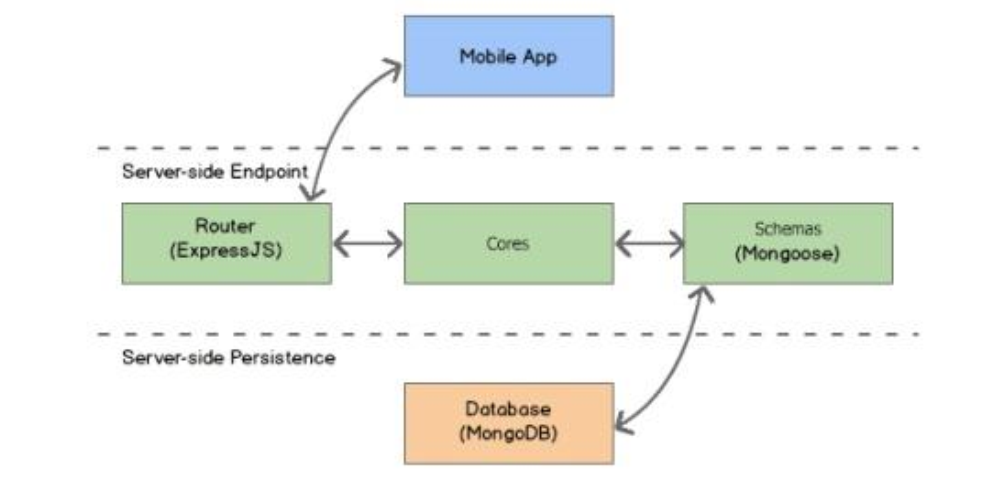 Mobile App
Server-side Endpoint
Router
(ExpressJS)
Cores
Schemas
(Mongoose)
Server-side Persistence
Database
(MongoDB)